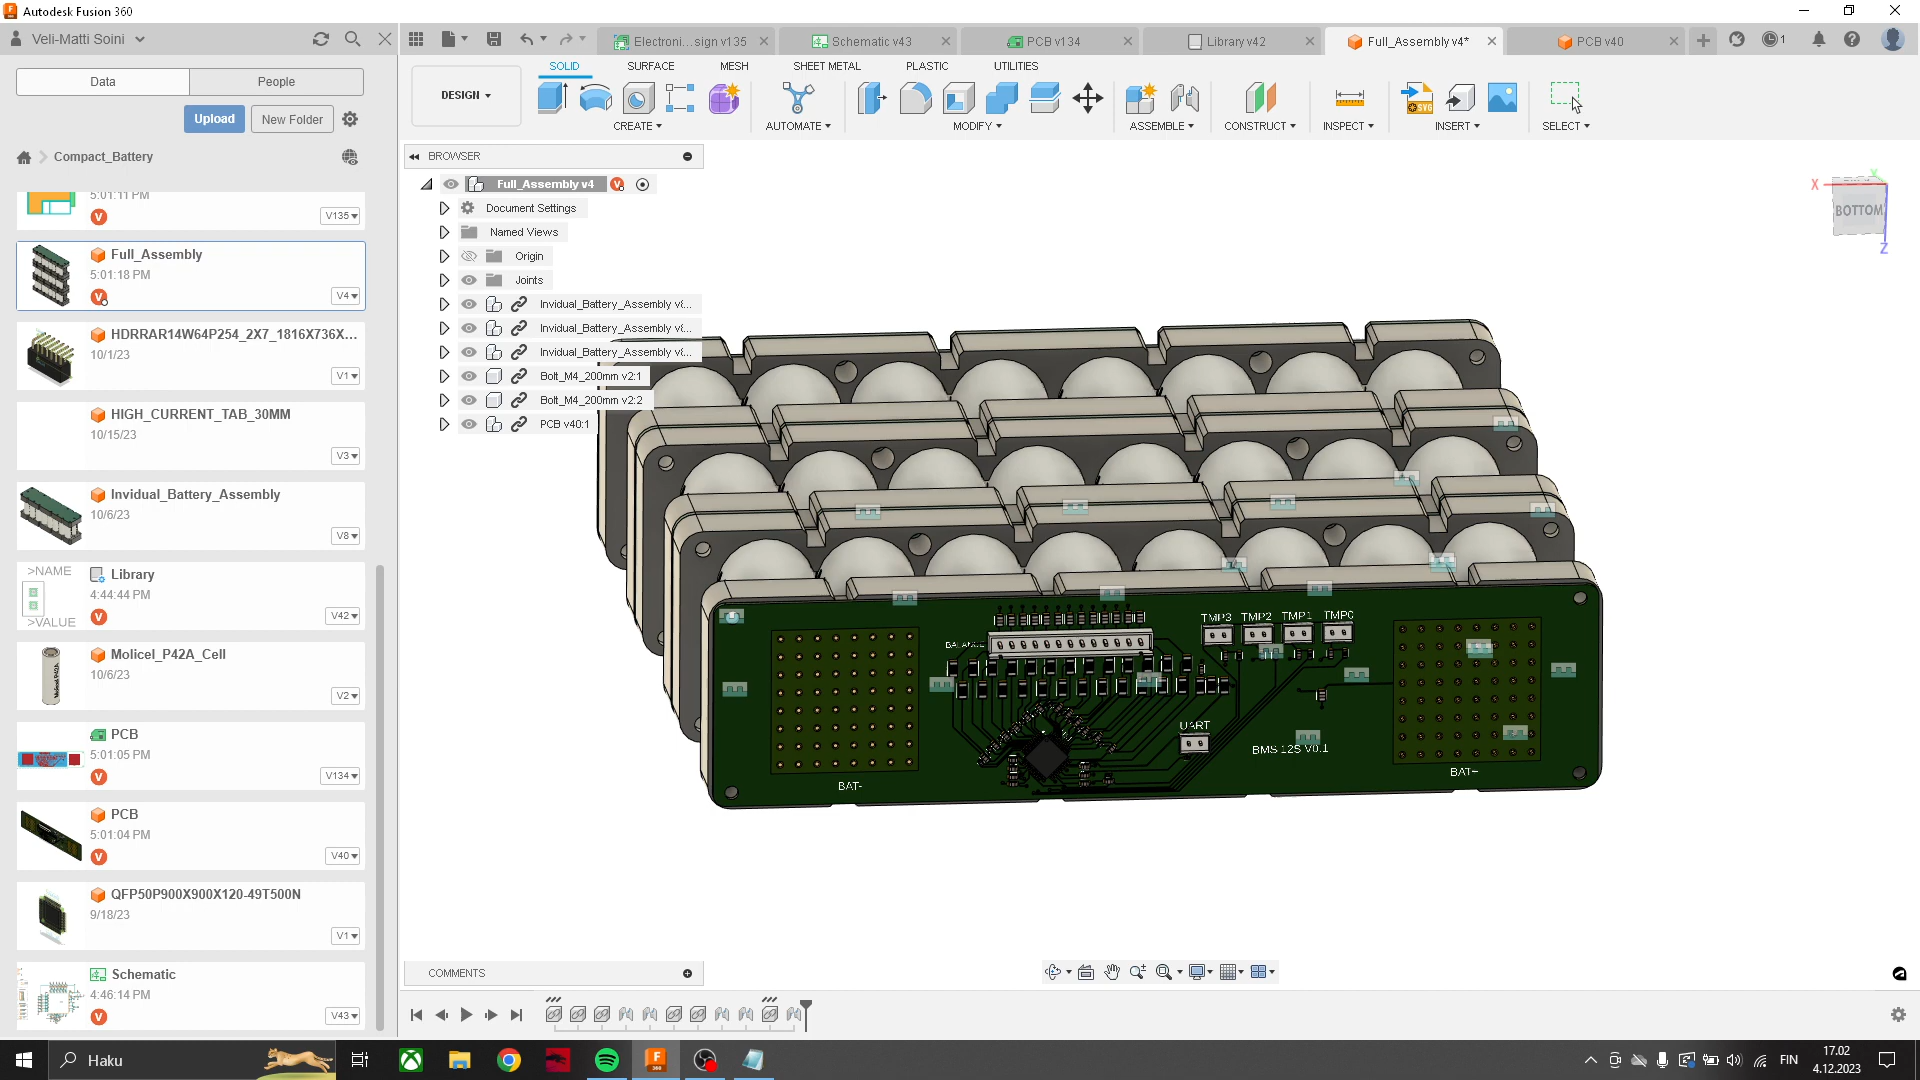 Autodesk Fusion 360
Veli-Matti Soini
Electroni...sign v135
Schematic v43
PCB v134
Library v42
Full_Assembly v4*
PCB v40
1
Data
People
Upload
New Folder
Compact_Battery
5:01:11 PM
V135
Full_Assembly
5:01:18 PM
V4
HDRRAR14W64P254_2X7_1816X736X...
10/1/23
V1
HIGH_CURRENT_TAB_30MM
10/15/23
V3
Invidual_Battery_Assembly
10/6/23
V8
>NAME
>VALUE
Library
4:44:44 PM
V42
Molicel_P42A_Cell
10/6/23
V2
PCB
5:01:05 PM
V134
PCB
5:01:04 PM
V40
QFP50P900X900X120-49T500N
9/18/23
V1
Schematic
4:46:14 PM
V43
DESIGN
SOLID
SURFACE
MESH
SHEET METAL
PLASTIC
UTILITIES
CREATE
AUTOMATE
MODIFY
ASSEMBLE
CONSTRUCT
INSPECT
INSERT
SELECT
SVG
BROWSER
Full_Assembly v4
Document Settings
Named Views
Origin
Joints
Invidual_Battery_Assembly v...
Invidual_Battery_Assembly v...
Invidual_Battery_Assembly v...
Bolt_M4_200mm v2:1
Bolt_M4_200mm v2:2
PCB v40:1
X
Y
BOTTOM
Z
BALANCE
TMP3
TMP2
TMP1
TMP0
UART
BMS 12S V0.1
BAT-
BAT+
COMMENTS
Haku
FIN
17.02
4.12.2023